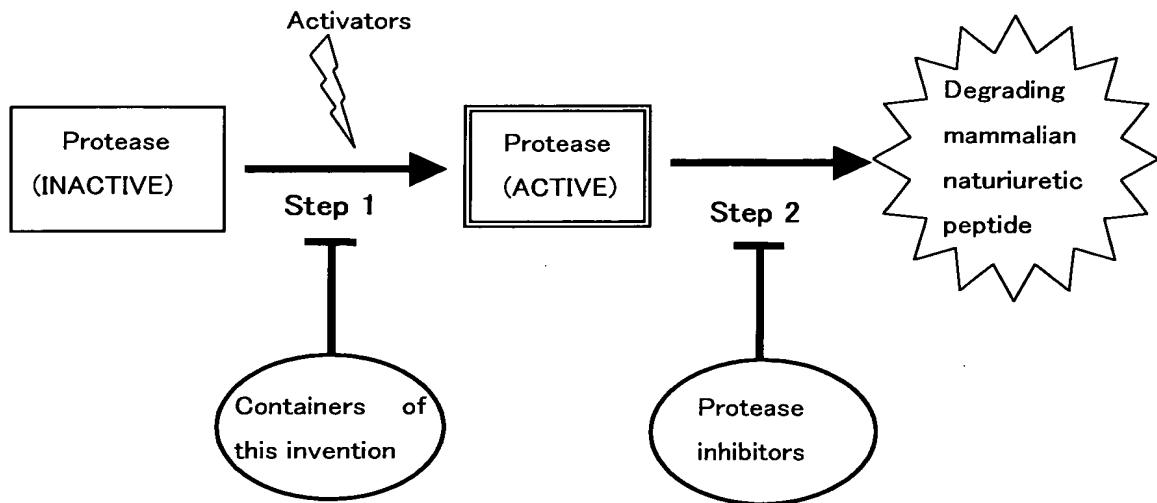 Activators
Protease
(INACTIVE)
Step 1
Protease
(ACTIVE)
Step 2
Degrading
mammalian
naturiuretic
peptide
Containers of
this invention
Protease
inhibitors